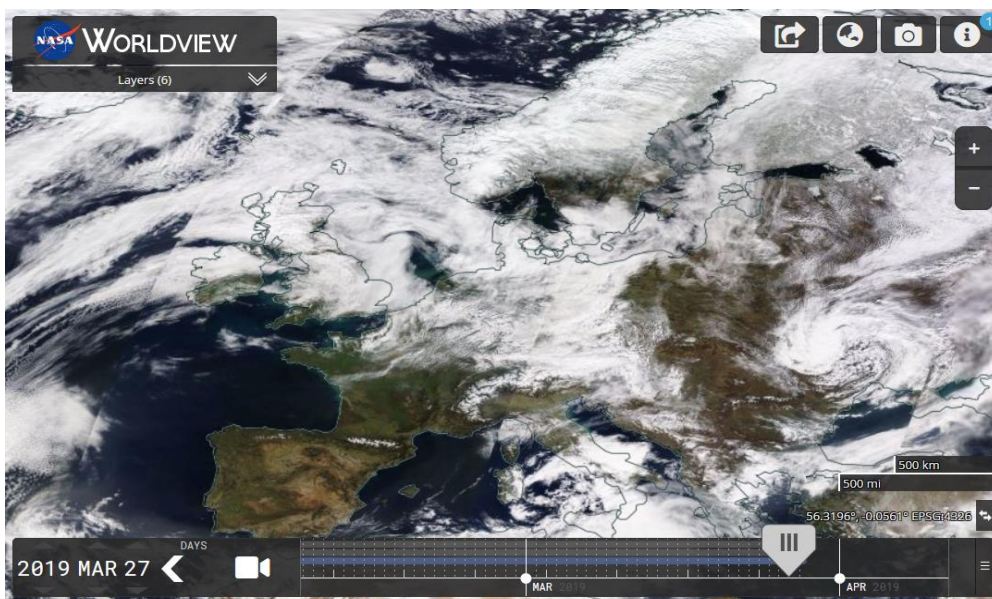 NASA WORLDVIEW
Layers (6)
1
+
−
500 km
500 mi
56.3196°, -0.0561° EPSG:4326
DAYS
2019 MAR 27
MAR 2019
APR 2019